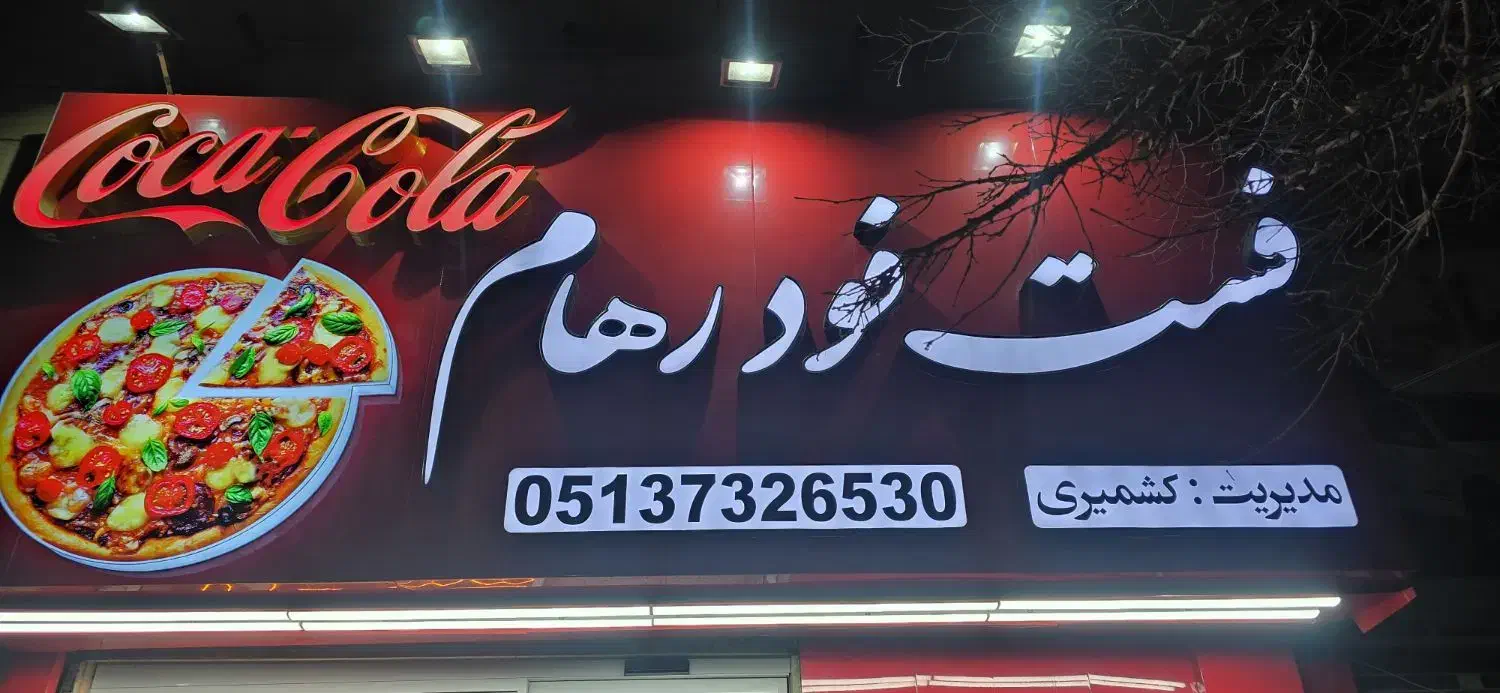 Coca-Cola
فست فود رهام
05137326530
مدیریت : کشمیری